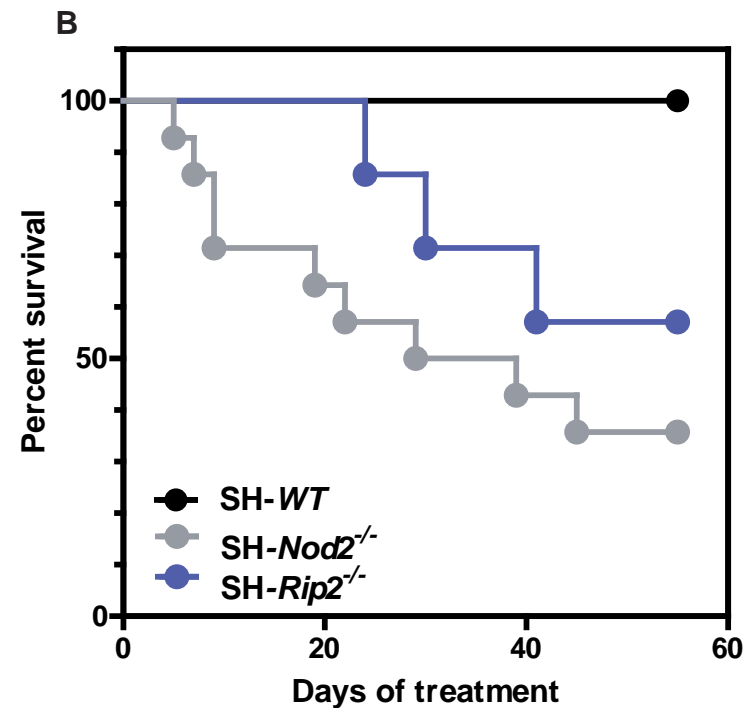 B
Percent survival
100
50
0
SH-WT
SH-Nod2-/-
SH-Rip2-/-
0 20 40 60
Days of treatment